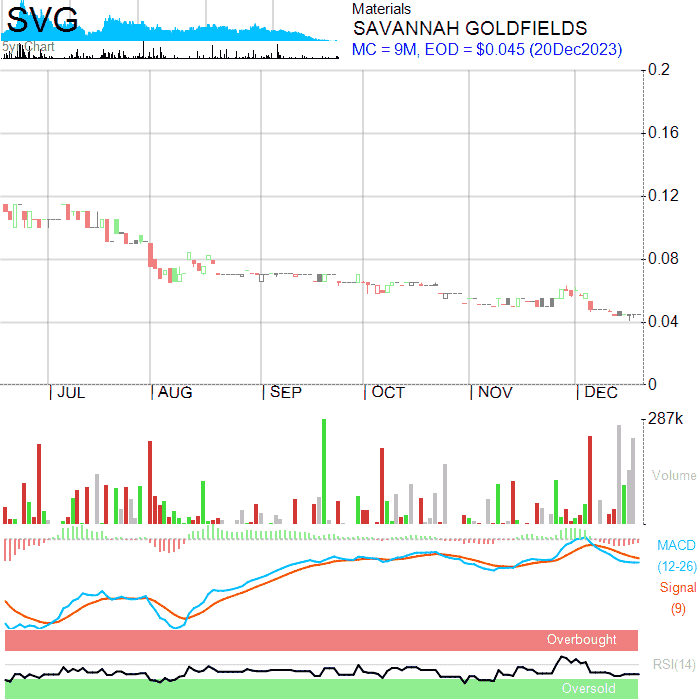 SVG
5yr Chart
Materials
SAVANNAH GOLDFIELDS
MC = 9M, EOD = $0.045 (20Dec2023)
0.2
0.16
0.12
0.08
0.04
0
JUL AUG SEP OCT NOV DEC
287k
Volume
MACD
(12-26)
Signal
(9)
Overbought
RSI(14)
Oversold